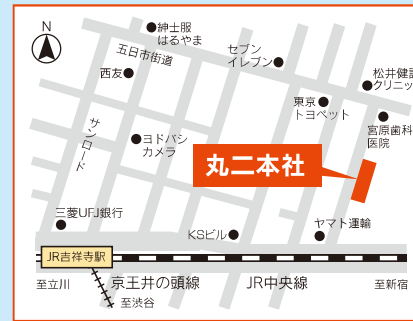 N
紳士服
はるやま
五日市街道
セブン
イレブン
西友
松井健
クリニッ
東京
トヨペット
サンロード
ヨドバシ
カメラ
宮原歯科
医院
丸二本社
三菱UFJ銀行
KSビル
ヤマト運輸
JR吉祥寺駅
至立川
京王井の頭線
JR中央線
至新宿
至渋谷